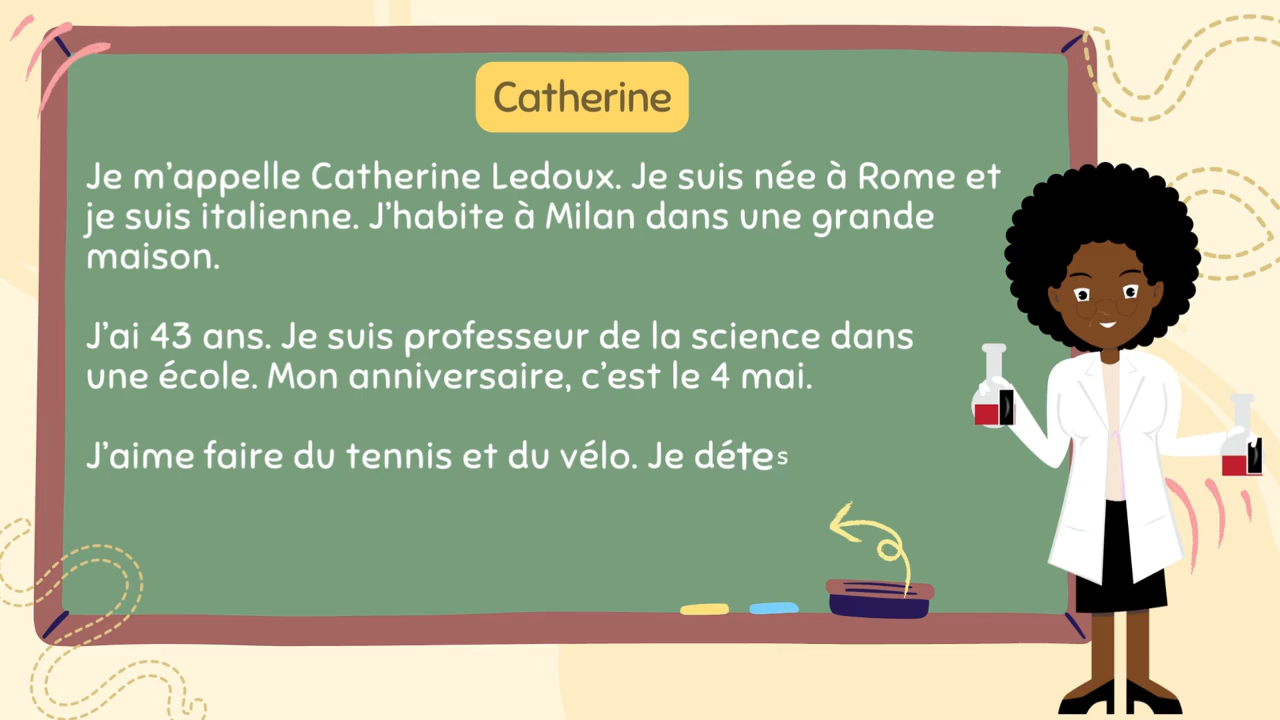 Catherine
Je m'appelle Catherine Ledoux. Je suis née à Rome et
je suis italienne. J'habite à Milan dans une grande
maison.
J'ai 43 ans. Je suis professeur de la science dans
une école. Mon anniversaire, c'est le 4 mai.
J'aime faire du tennis et du vélo. Je détes